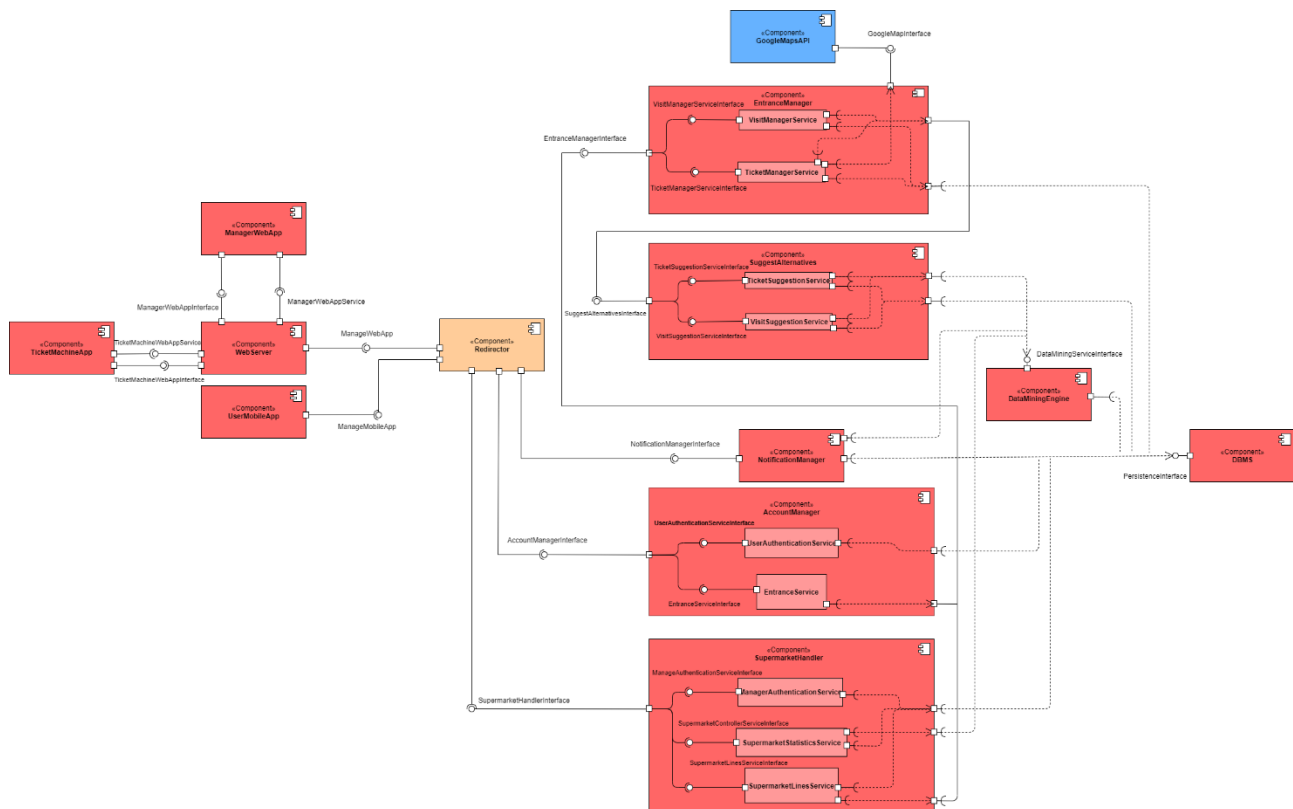 «Component»
GoogleMapsAPI
GoogleMapInterface
«Component»
EntranceManager
VisitManagerServiceInterface
VisitManagerService
EntranceManagerInterface
TicketManagerService
TicketManagerServiceInterface
«Component»
ManagerWebApp
«Component»
SuggestAlternatives
TicketSuggestionServiceInterface
TicketSuggestionService
ManagerWebAppInterface
ManagerWebAppService
SuggestAlternativesInterface
VisitSuggestionService
VisitSuggestionServiceInterface
«Component»
TicketMachineApp
TicketMachineWebAppService
TicketMachineWebAppInterface
«Component»
WebServer
ManageWebApp
«Component»
Redirector
DataMiningServiceInterface
«Component»
DataMiningEngine
«Component»
UserMobileApp
ManageMobileApp
NotificationManagerInterface
«Component»
NotificationManager
«Component»
DBMS
PersistenceInterface
«Component»
AccountManager
UserAuthenticationServiceInterface
UserAuthenticationService
AccountManagerInterface
EntranceService
EntranceServiceInterface
«Component»
SupermarketHandler
ManageAuthenticationServiceInterface
ManagerAuthenticationService
SupermarketHandlerInterface
SupermarketControllerServiceInterface
SupermarketStatisticsService
SupermarketLinesServiceInterface
SupermarketLinesService